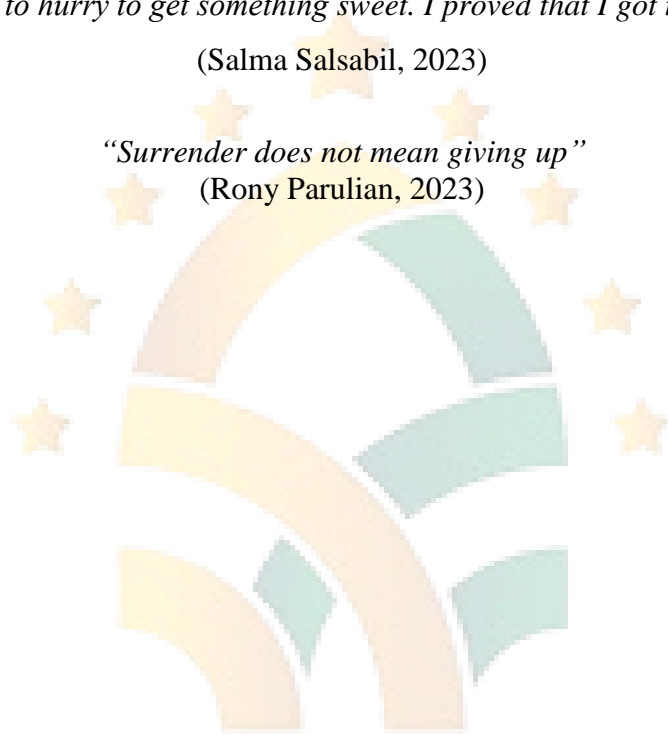 to hurry to get something sweet. I proved that I got
(Salma Salsabil, 2023)
“Surrender does not mean giving up”
(Rony Parulian, 2023)